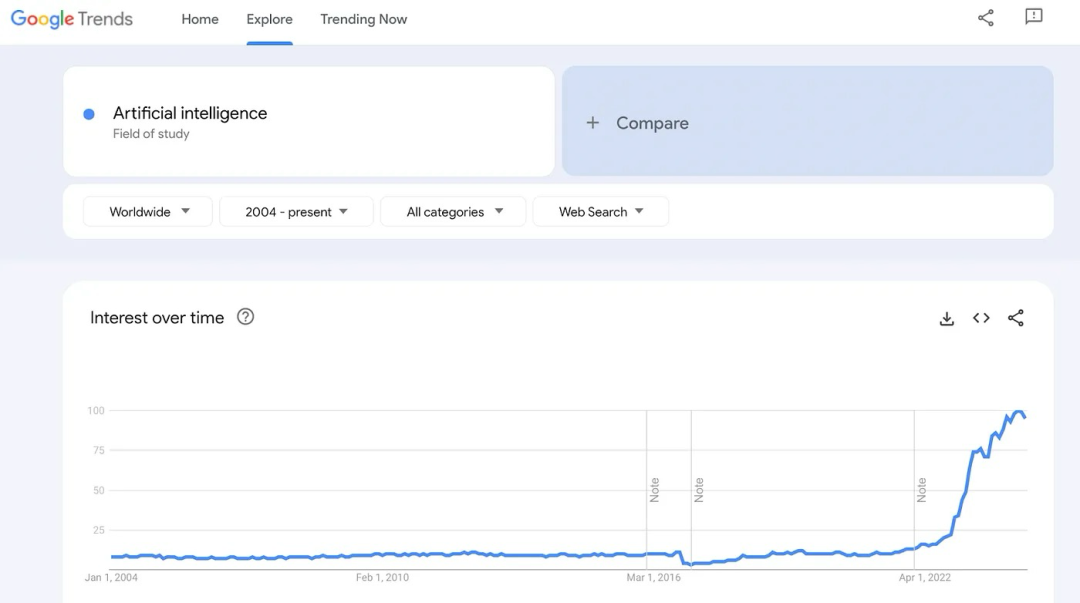 Google Trends Home Explore Trending Now
Artificial intelligence
Field of study
+ Compare
Worldwide 2004 - present All categories Web Search
Interest over time ?
100
75
50
25
Note Note Note
Jan 1, 2004 Feb 1, 2010 Mar 1, 2016 Apr 1, 2022